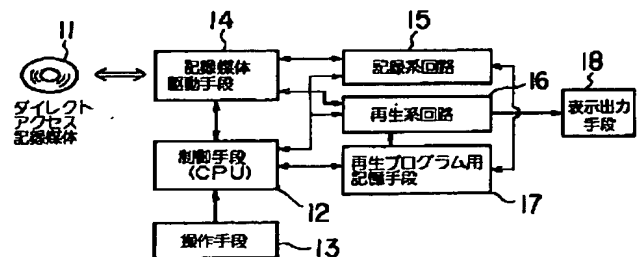 11
ダイレクト
アクセス
記録媒体
14
記録媒体
駆動手段
制御手段
(CPU)
12
操作手段
13
15
記録系回路
16
再生系回路
再生プログラム用
記憶手段
17
18
表示出力
手段